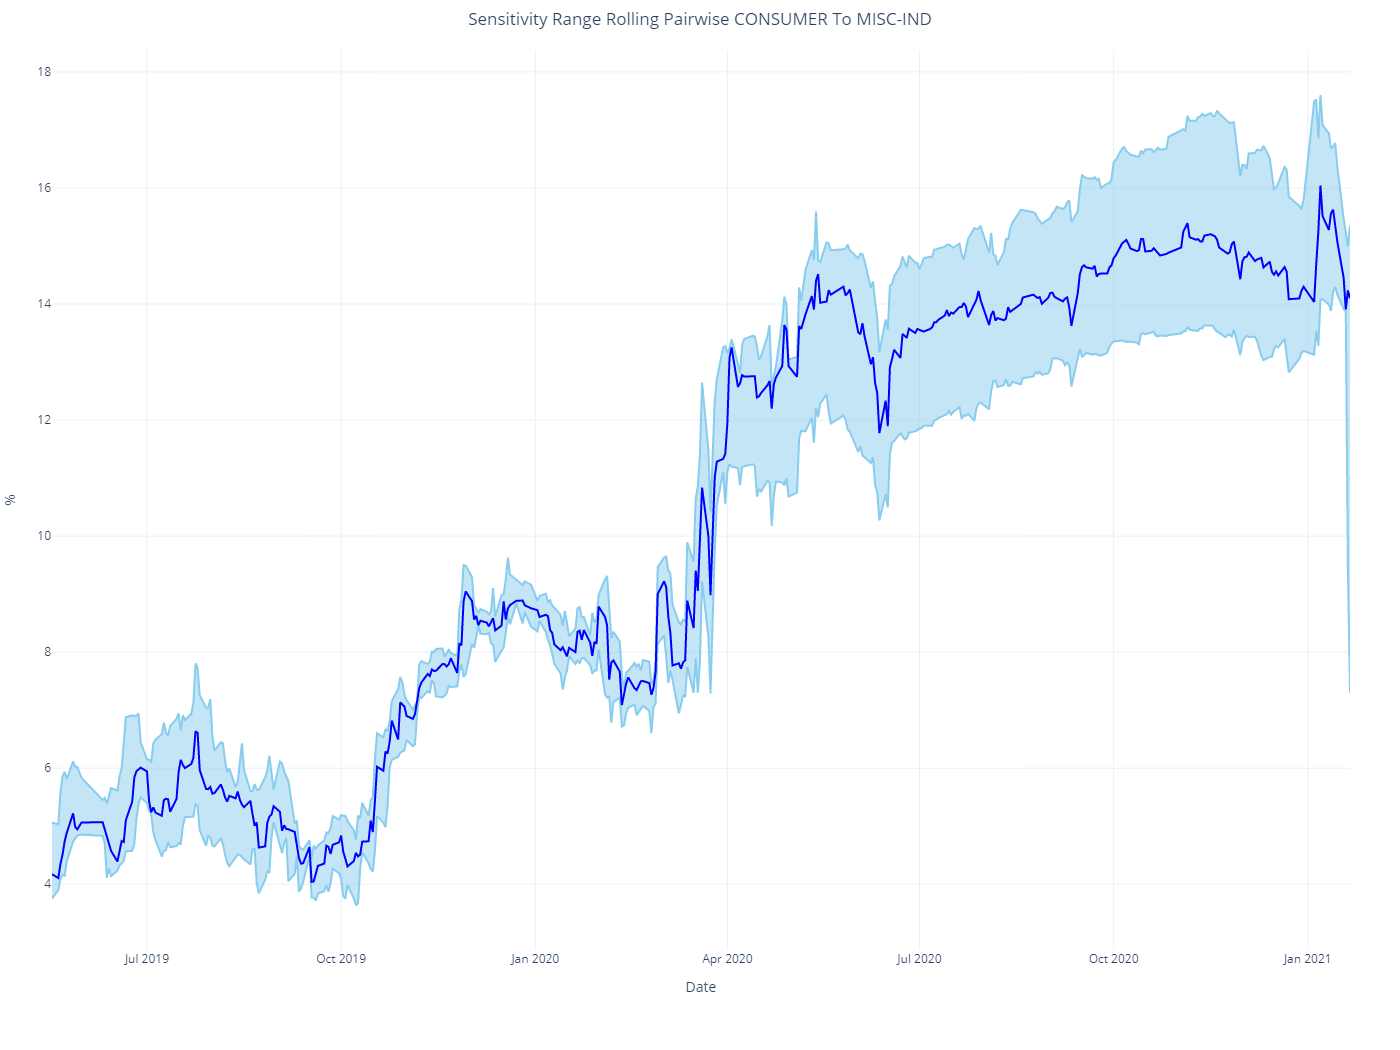 Sensitivity Range Rolling Pairwise CONSUMER To MISC-IND
18
16
14
12
10
8
6
4
%
Jul 2019
Oct 2019
Jan 2020
Apr 2020
Jul 2020
Oct 2020
Jan 2021
Date